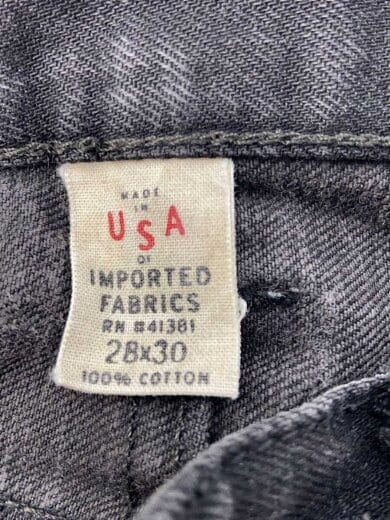 MADE
IN
USA
OF
IMPORTED
FABRICS
RN #41381
28x30
100% COTTON